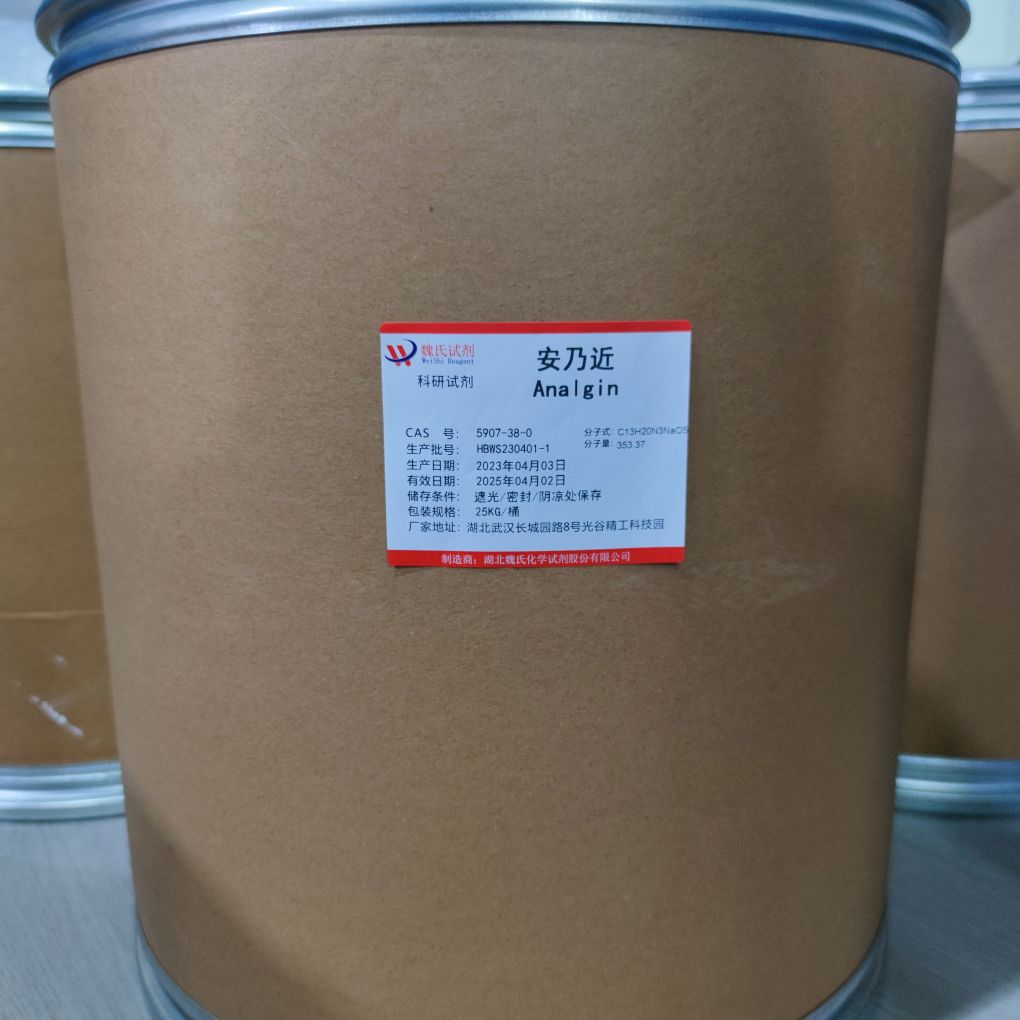 魏氏试剂
WeiShi Reagent
科研试剂
安乃近
Analgin
CAS 号: 5907-38-0
分子式: C13H20N3NaO5
生产批号: HBWS230401-1
分子量: 353 37
生产日期: 2023年04月03日
有效日期: 2025年04月02日
储存条件: 遮光/密封/阴凉处保存
包装规格: 25KG/桶
厂家地址: 湖北武汉长城园路8号光谷精工科技园
制造商: 湖北魏氏化学试剂股份有限公司